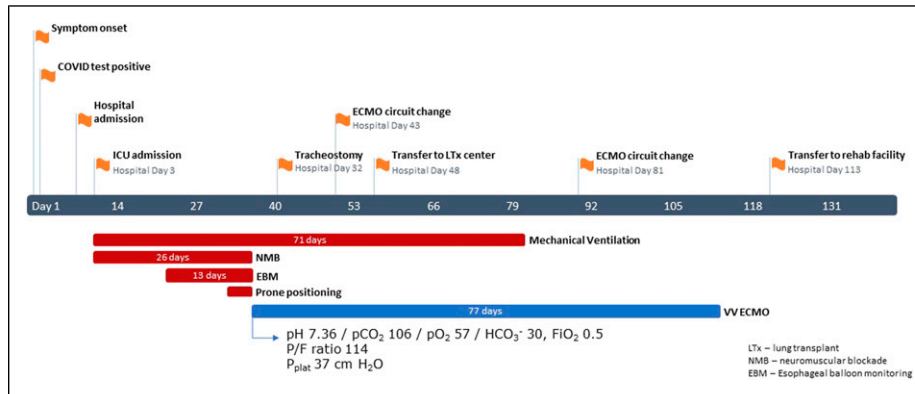 Symptom onset
COVID test positive
Hospital
admission
ECMO circuit change
Hospital Day 43
ICU admission
Hospital Day 3
Tracheostomy
Hospital Day 32
Transfer to LTx center
Hospital Day 48
ECMO circuit change
Hospital Day 81
Transfer to rehab facility
Hospital Day 113
Day 1 14 27 40 53 66 79 92 105 118 131
71 days Mechanical Ventilation
26 days NMB
13 days EBM
Prone positioning
77 days VV ECMO
pH 7.36 / pCO₂ 106 / pO₂ 57 / HCO₃⁻ 30, FiO₂ 0.5
P/F ratio 114
Pplat 37 cm H₂O
LTx – lung transplant
NMB – neuromuscular blockade
EBM – Esophageal balloon monitoring